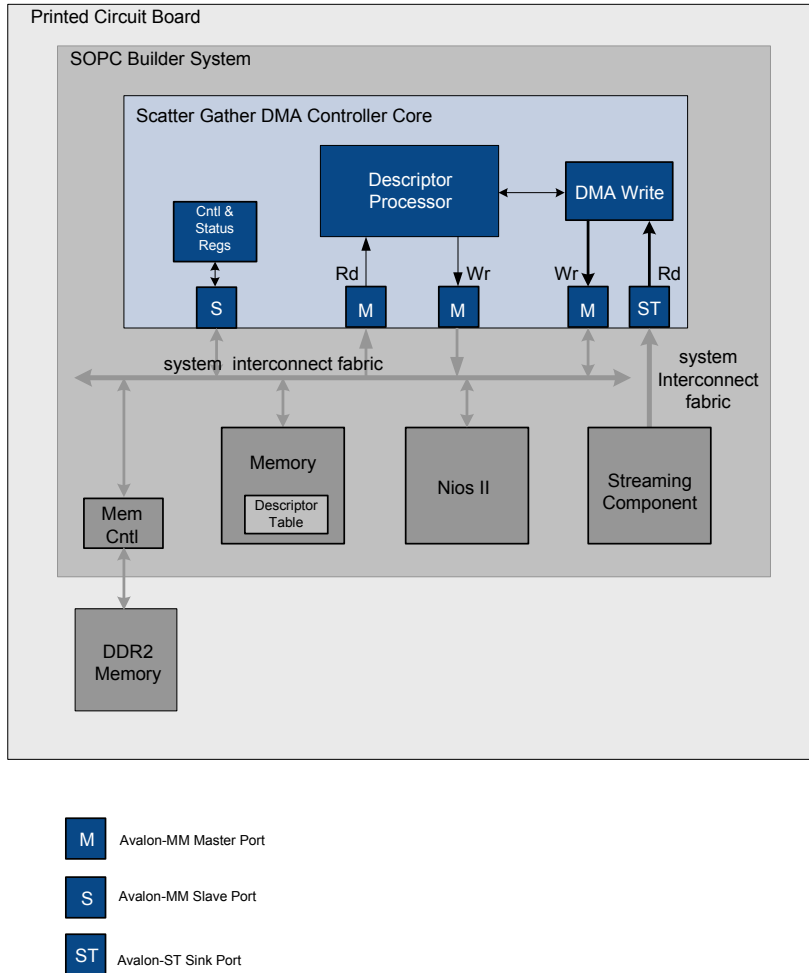 Printed Circuit Board
SOPC Builder System
Scatter Gather DMA Controller Core
Descriptor
Processor
DMA Write
Cntl &
Status
Regs
Rd
Wr
Wr
Rd
S
M
M
M
ST
system interconnect fabric
system
Interconnect
fabric
Memory
Descriptor
Table
Nios II
Streaming
Component
Mem
Cntl
DDR2
Memory
M Avalon-MM Master Port
S Avalon-MM Slave Port
ST Avalon-ST Sink Port